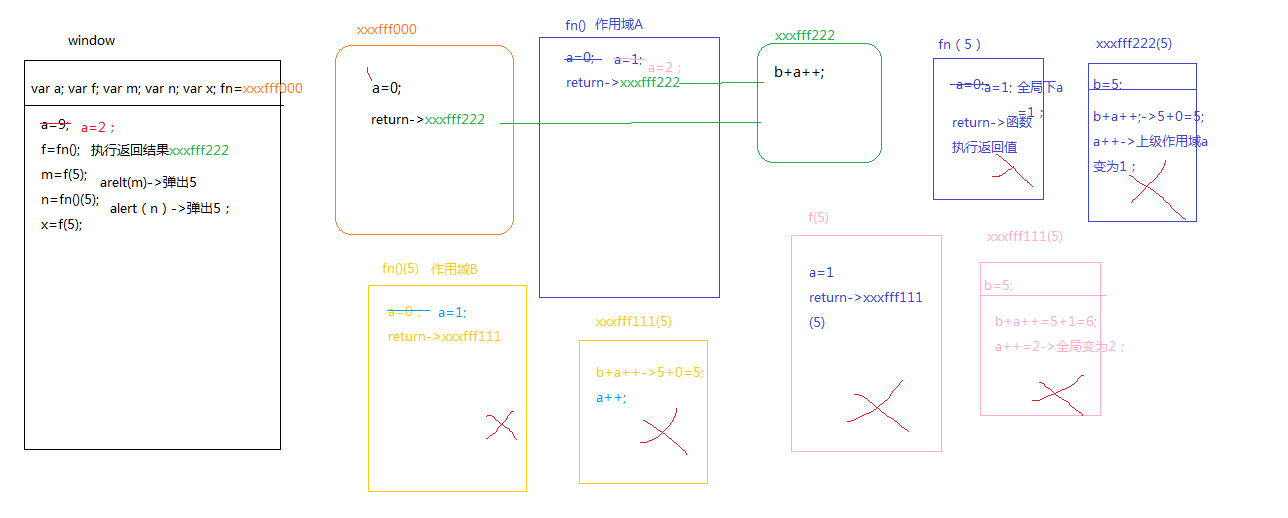 window
var a; var f; var m; var n; var x; fn=xxxfff000
a=9; a=2；
f=fn(); 执行返回结果xxxfff222
m=f(5); arelt(m)->弹出5
n=fn()(5); alert（n）->弹出5；
x=f(5);
xxxfff000
a=0;
return->xxxfff222
fn() 作用域A
a=0; a=1; a=2；
return->xxxfff222
xxxfff222
b+a++;
fn（5）
a=0; a=1: 全局下a
=1；
return->函数
执行返回值
xxxfff222(5)
b=5;
b+a++;->5+0=5;
a++->上级作用域a
变为1；
fn()(5) 作用域B
a=0； a=1;
return->xxxfff111
xxxfff111(5)
b+a++->5+0=5;
a++;
f(5)
a=1
return->xxxfff111
(5)
xxxfff111(5)
b=5;
b+a++=5+1=6;
a++=2->全局变为2；